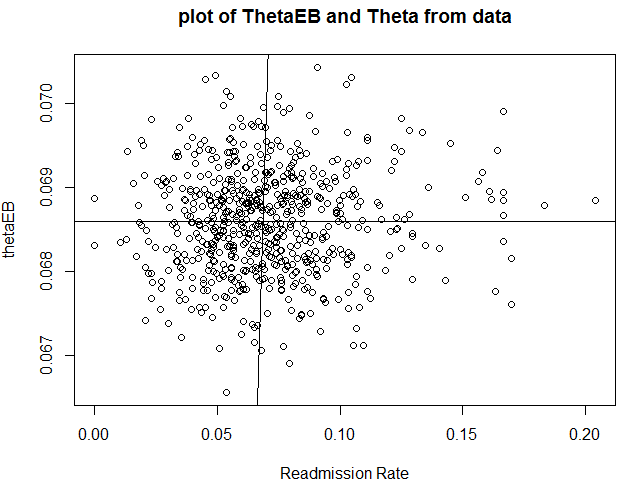 plot of ThetaEB and Theta from data
thetaEB
0.070
0.069
0.068
0.067
0.00 0.05 0.10 0.15 0.20
Readmission Rate